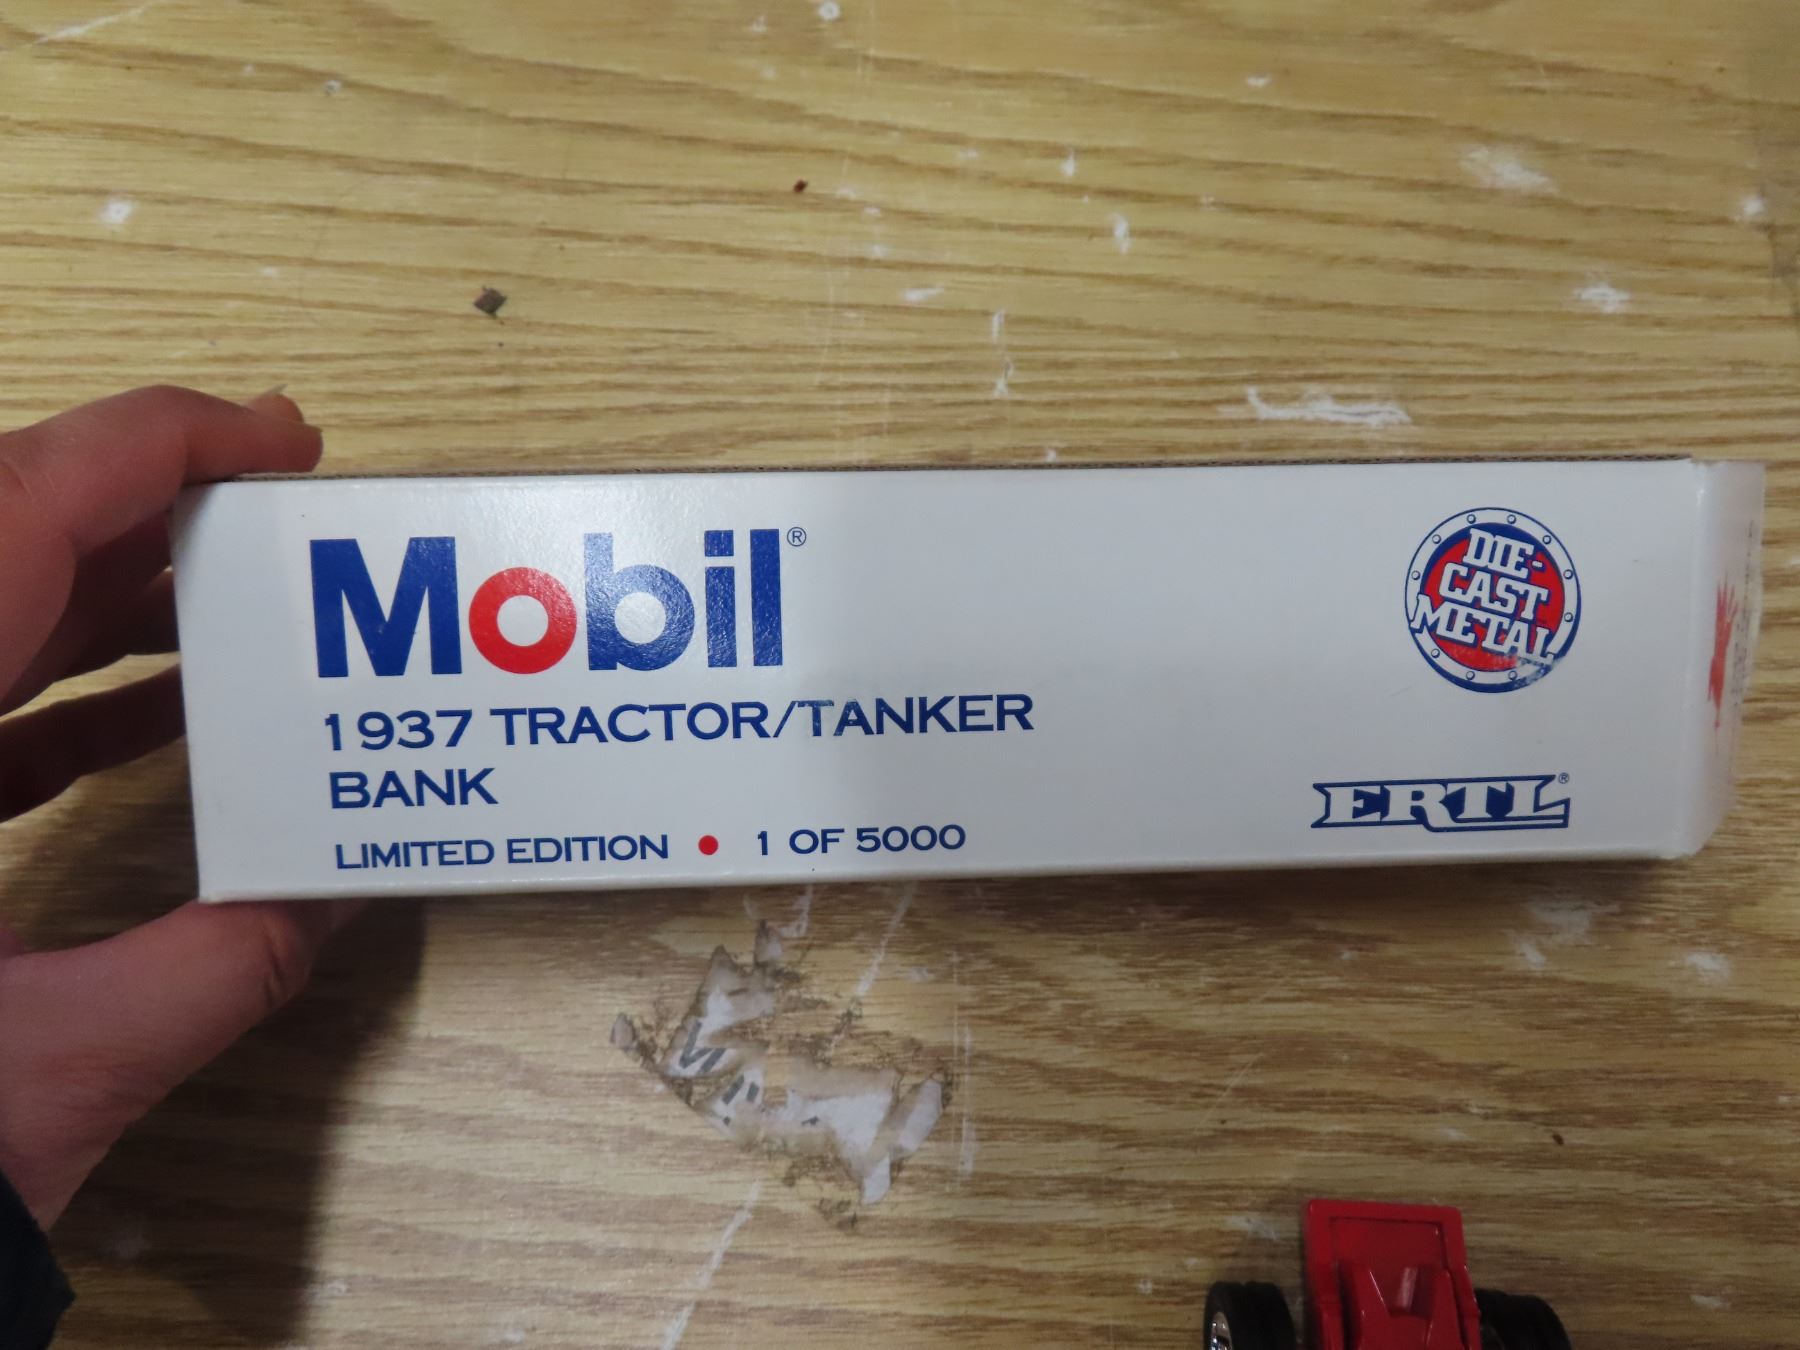 Mobil®
1937 TRACTOR/TANKER
BANK
LIMITED EDITION • 1 OF 5000
DIE-
CAST
METAL
ERTL®